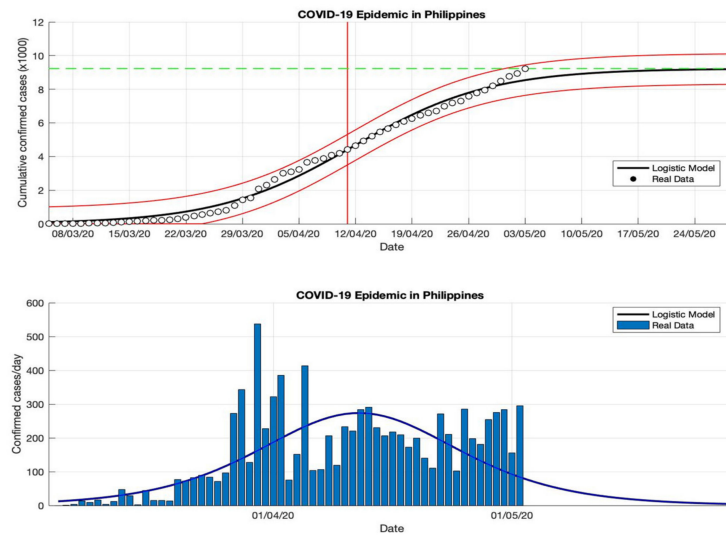 COVID-19 Epidemic in Philippines
Cumulative confirmed cases (x1000)
12
10
8
6
4
2
0
08/03/20 15/03/20 22/03/20 29/03/20 05/04/20 12/04/20 19/04/20 26/04/20 03/05/20 10/05/20 17/05/20 24/05/20
Date
Logistic Model
Real Data
COVID-19 Epidemic in Philippines
Confirmed cases/day
600
500
400
300
200
100
0
01/04/20 01/05/20
Date
Logistic Model
Real Data